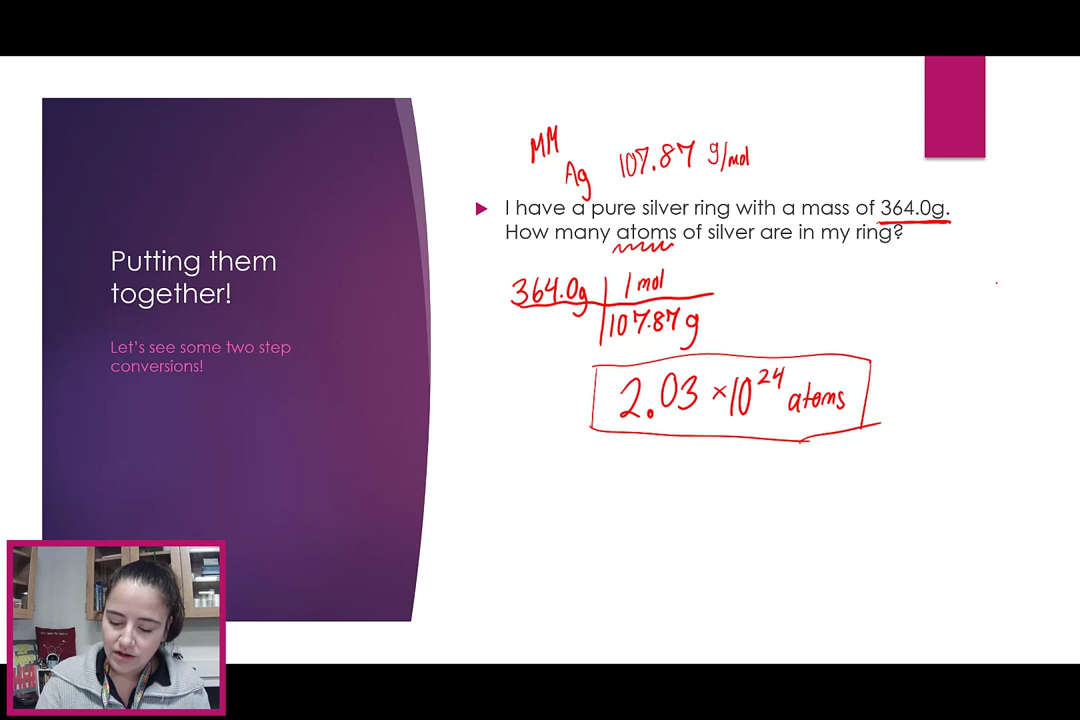 Putting them
together!
Let's see some two step
conversions!
MM
Ag 107.87 g/mol
I have a pure silver ring with a mass of 364.0g.
How many atoms of silver are in my ring?
364.0g 1 mol
107.87 g
2.03 ×10²⁴ atoms